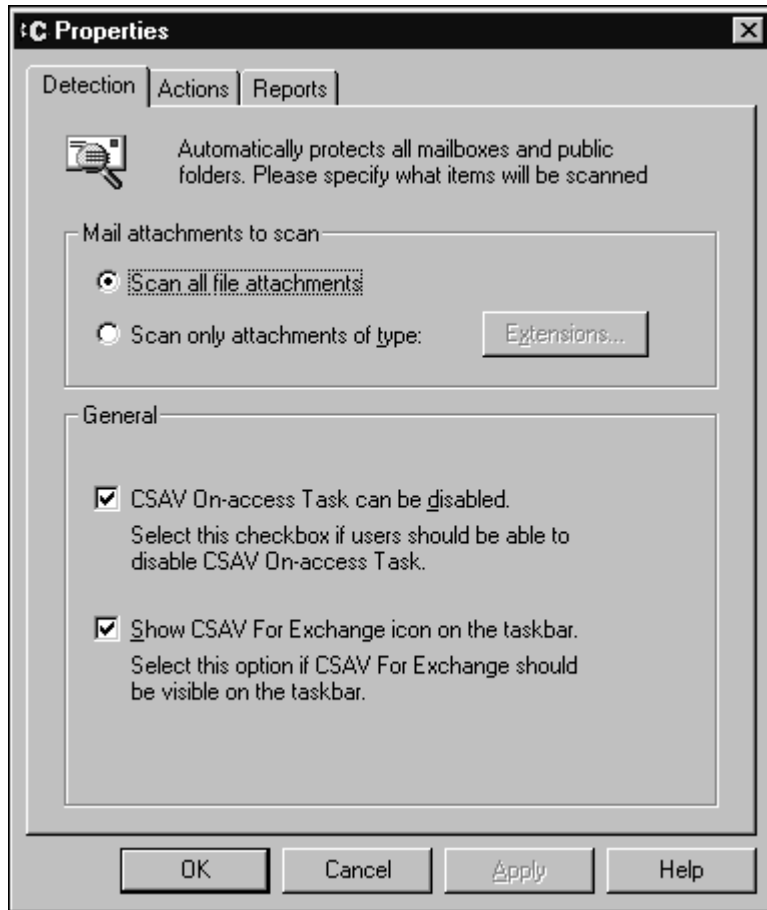 C Properties
Detection Actions Reports
Automatically protects all mailboxes and public
folders. Please specify what items will be scanned
Mail attachments to scan
Scan all file attachments
Scan only attachments of type: Extensions...
General
CSAV On-access Task can be disabled.
Select this checkbox if users should be able to
disable CSAV On-access Task.
Show CSAV For Exchange icon on the taskbar.
Select this option if CSAV For Exchange should
be visible on the taskbar.
OK Cancel Apply Help